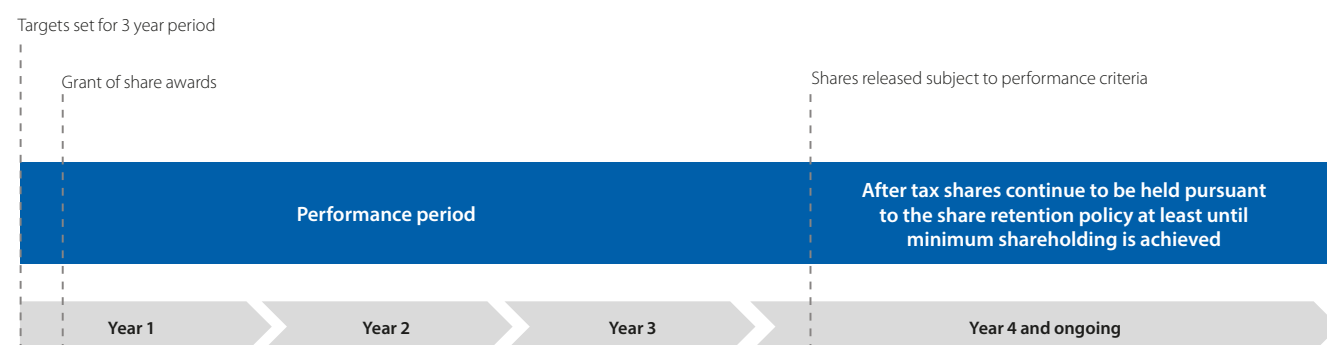 Targets set for 3 year period
Grant of share awards
Shares released subject to performance criteria
Performance period
After tax shares continue to be held pursuant
to the share retention policy at least until
minimum shareholding is achieved
Year 1
Year 2
Year 3
Year 4 and ongoing